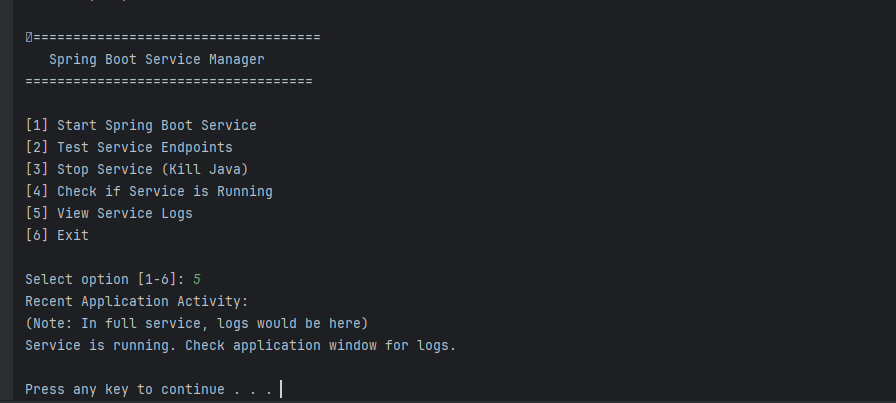 ====================================
Spring Boot Service Manager
====================================
[1] Start Spring Boot Service
[2] Test Service Endpoints
[3] Stop Service (Kill Java)
[4] Check if Service is Running
[5] View Service Logs
[6] Exit
Select option [1-6]: 5
Recent Application Activity:
(Note: In full service, logs would be here)
Service is running. Check application window for logs.
Press any key to continue . . .